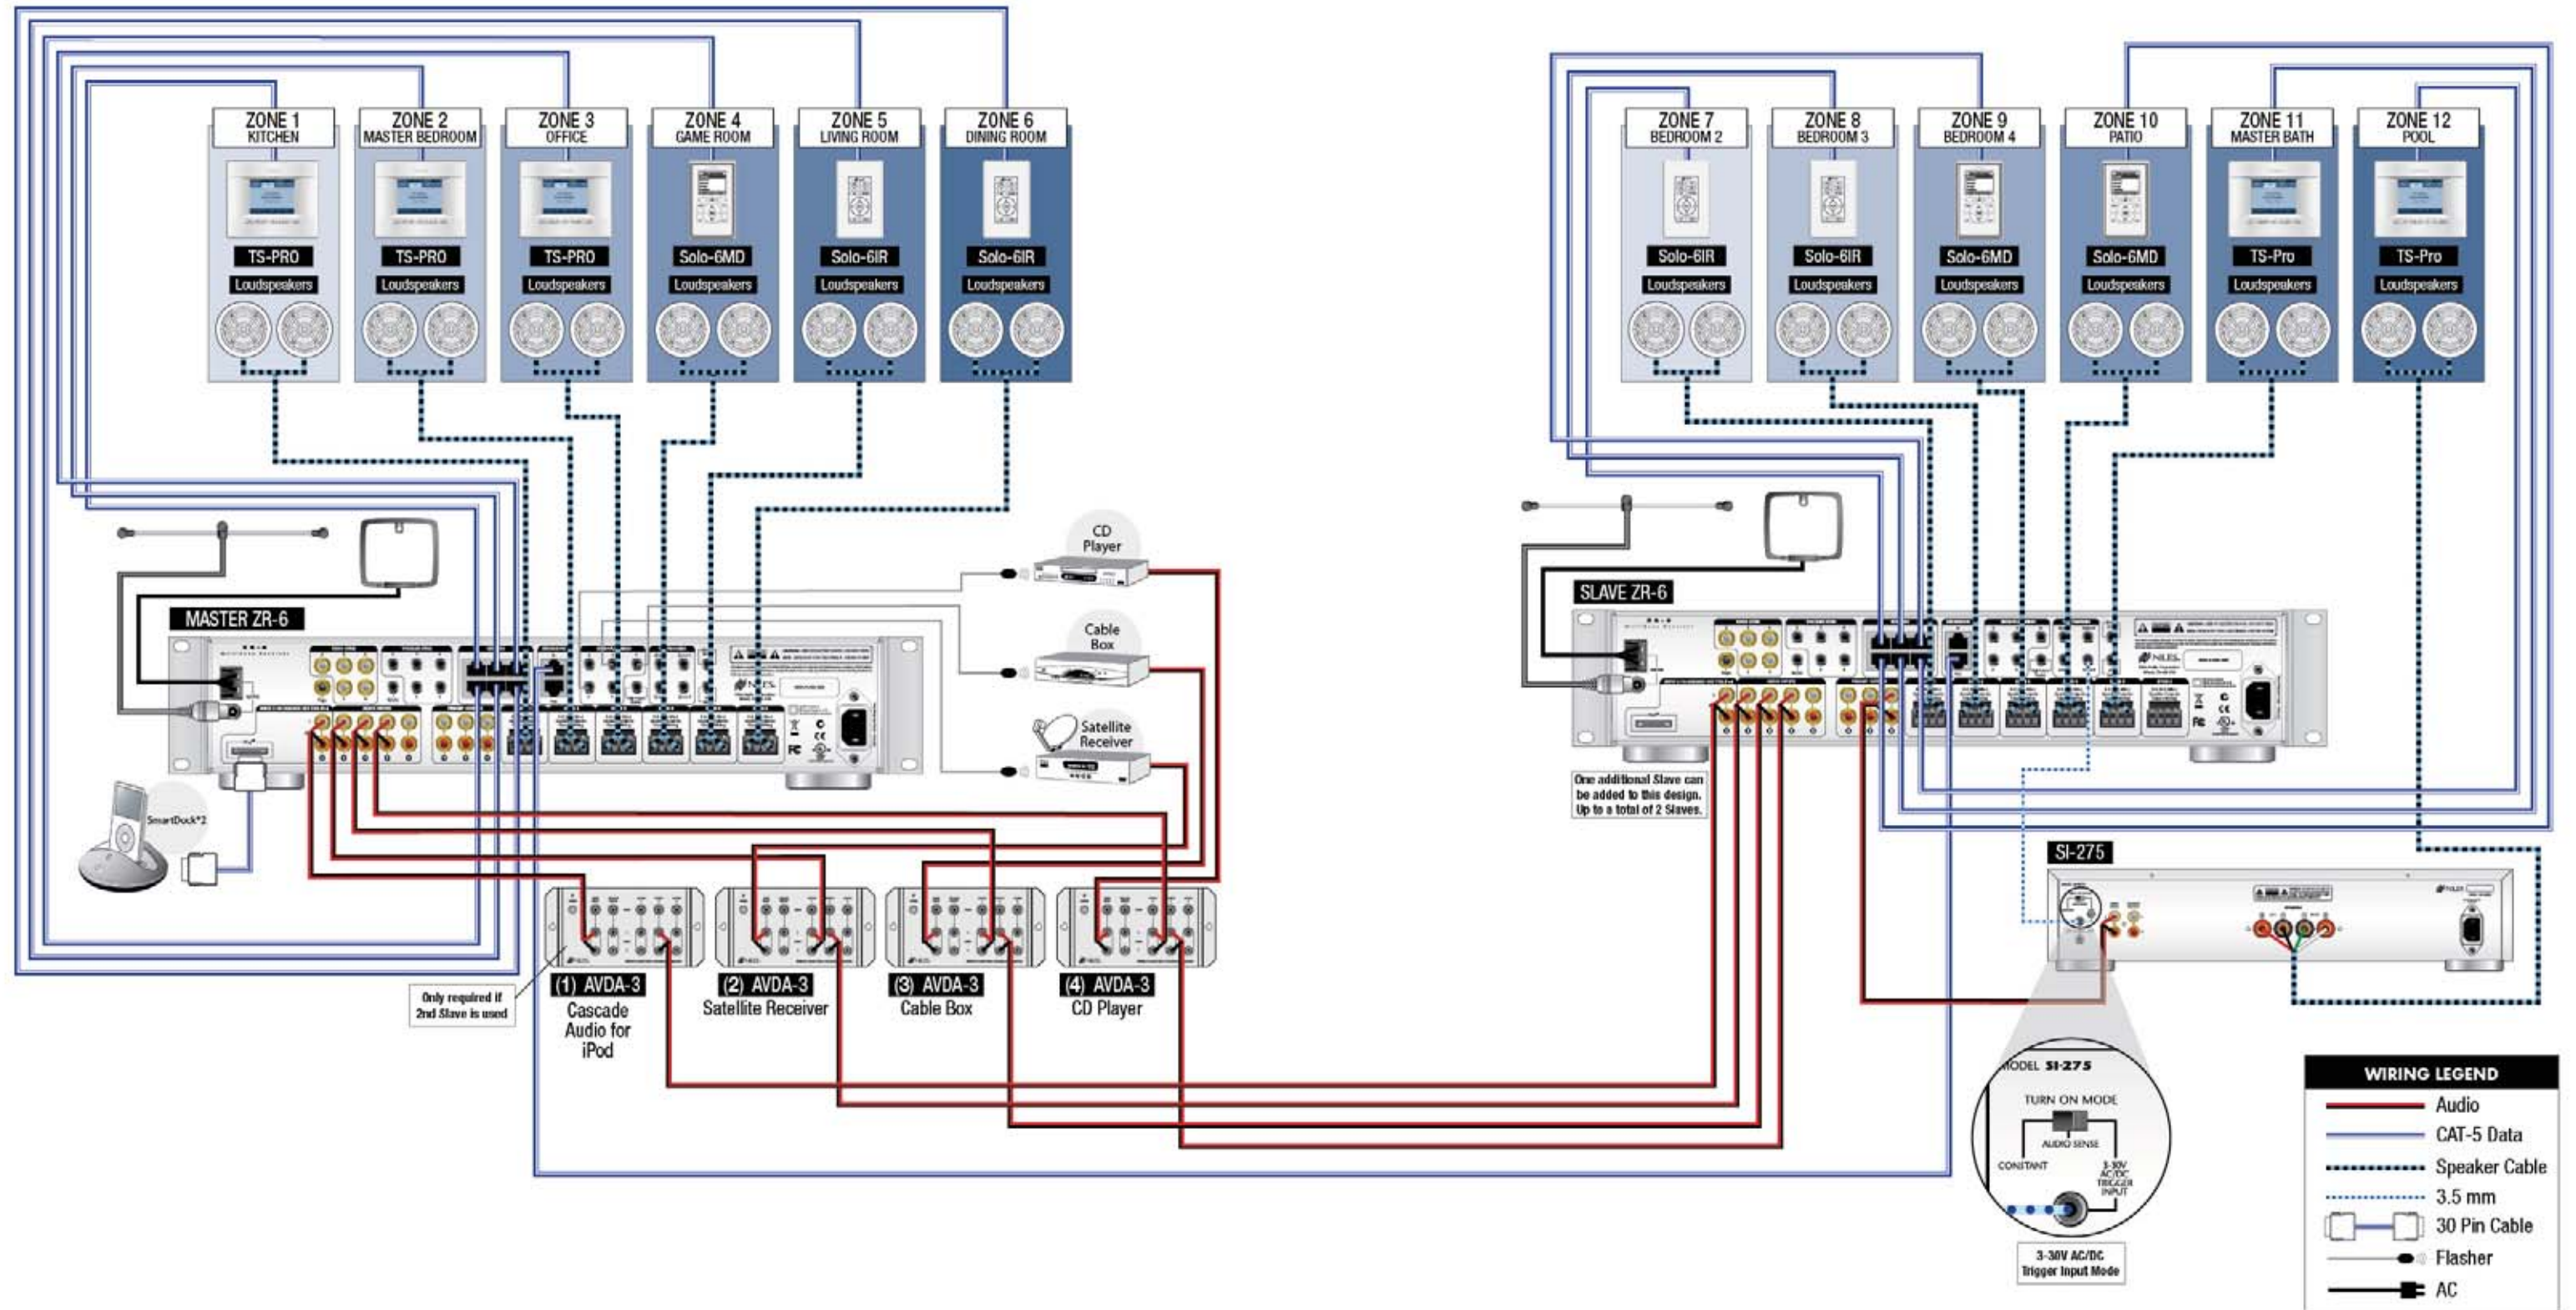 ZONE 1
KITCHEN
ZONE 2
MASTER BEDROOM
ZONE 3
OFFICE
ZONE 4
GAME ROOM
ZONE 5
LIVING ROOM
ZONE 6
DINING ROOM
TS-PRO
TS-PRO
TS-PRO
Solo-6MD
Solo-6IR
Solo-6IR
Loudspeakers
Loudspeakers
Loudspeakers
Loudspeakers
Loudspeakers
Loudspeakers
ZONE 7
BEDROOM 2
ZONE 8
BEDROOM 3
ZONE 9
BEDROOM 4
ZONE 10
PATIO
ZONE 11
MASTER BATH
ZONE 12
POOL
Solo-6IR
Solo-6IR
Solo-6MD
Solo-6MD
TS-Pro
TS-Pro
Loudspeakers
Loudspeakers
Loudspeakers
Loudspeakers
Loudspeakers
Loudspeakers
MASTER ZR-6
CD
Player
Cable
Box
Satellite
Receiver
SmartDock*2
NILES
(1) AVDA-3
Cascade
Audio for
iPod
(2) AVDA-3
Satellite Receiver
(3) AVDA-3
Cable Box
(4) AVDA-3
CD Player
Only required if
2nd Slave is used
SLAVE ZR-6
NILES
One additional Slave can
be added to this design.
Up to a total of 2 Slaves.
SI-275
NILES
MODEL SI-275
TURN ON MODE
AUDIO SENSE
CONSTANT
3-30V
AC/DC
TRIGGER
INPUT
3-30V AC/DC
Trigger Input Mode
WIRING LEGEND
Audio
CAT-5 Data
Speaker Cable
3.5 mm
30 Pin Cable
Flasher
AC